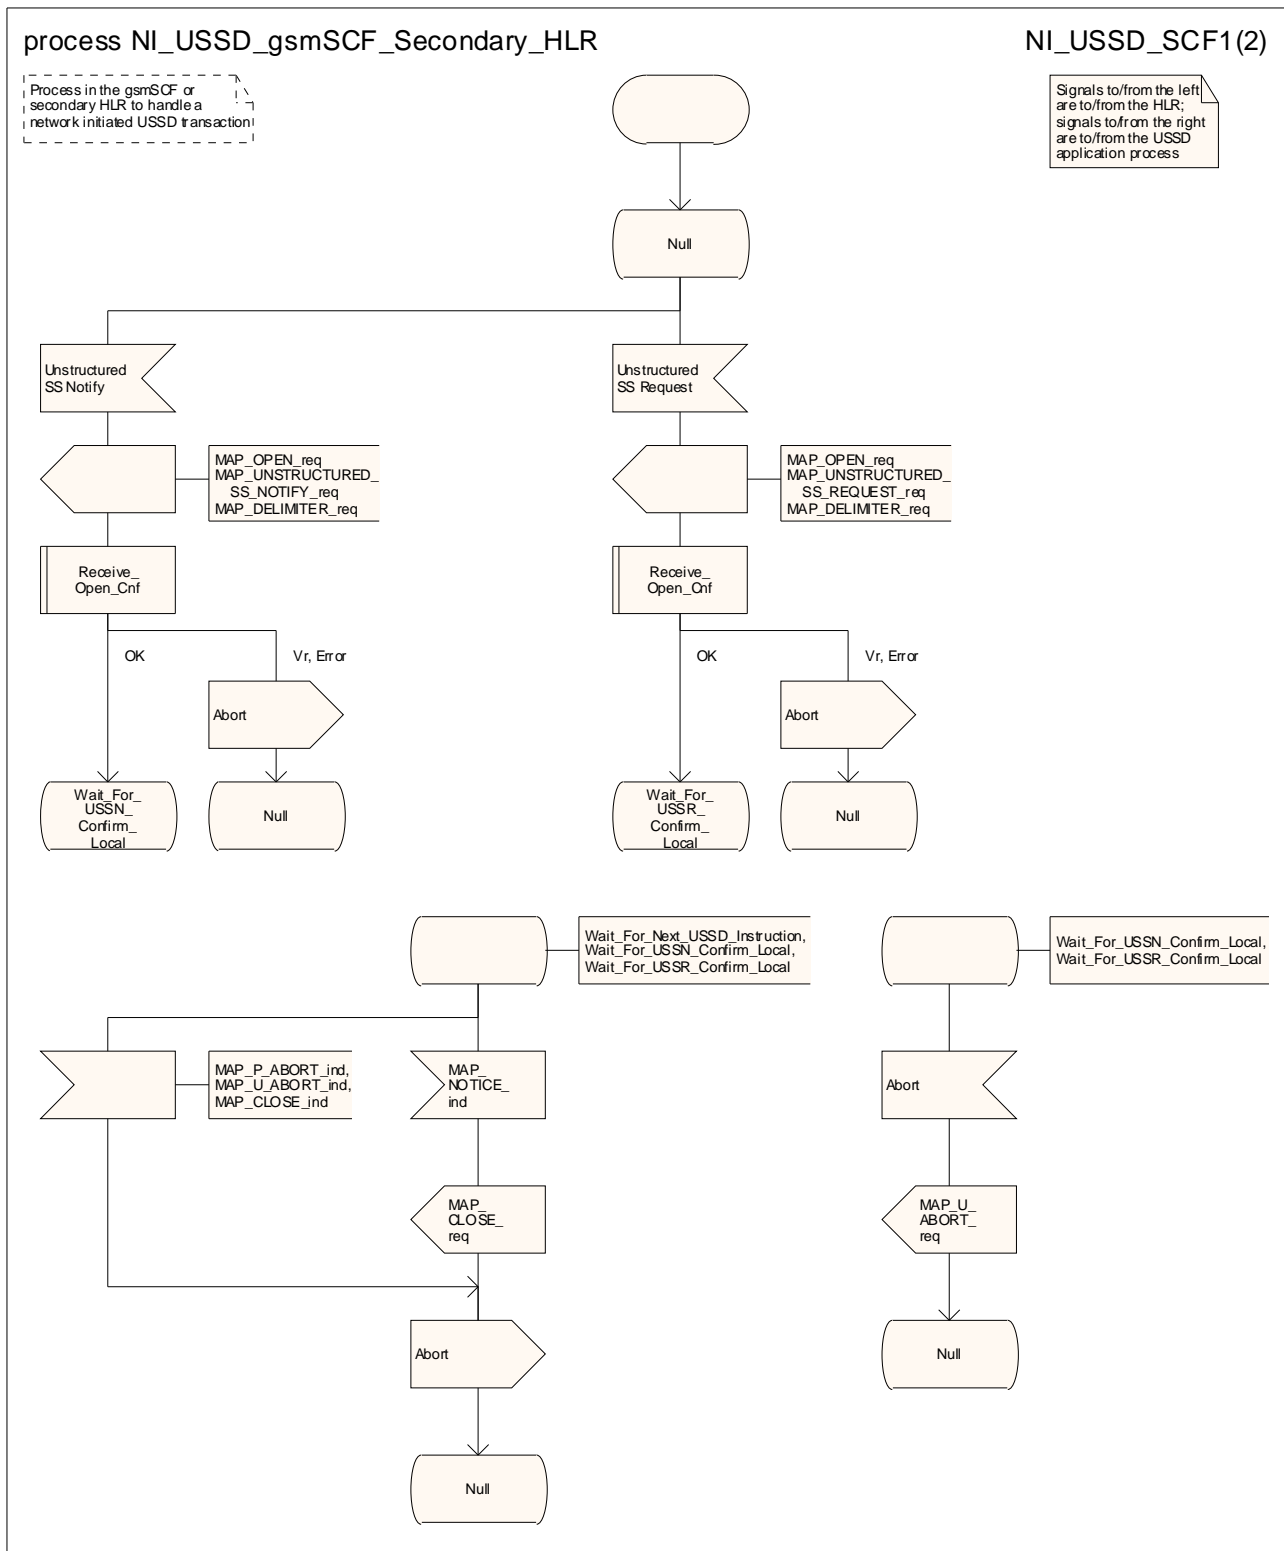 process NI_USSD_gsmSCF_Secondary_HLR
NI_USSD_SCF1(2)
Process in the gsmSCF or
secondary HLR to handle a
network initiated USSD transaction
Signals to/from the left
are to/from the HLR;
signals to/from the right
are to/from the USSD
application process
Null
Unstructured
SS Notify
Unstructured
SS Request
MAP_OPEN_req
MAP_UNSTRUCTURED_
SS_NOTIFY_req
MAP_DELIMITER_req
MAP_OPEN_req
MAP_UNSTRUCTURED_
SS_REQUEST_req
MAP_DELIMITER_req
Receive_
Open_Cnf
Receive_
Open_Cnf
OK
Vr, Error
OK
Vr, Error
Abort
Abort
Wait_For_
USSN_
Confirm_
Local
Null
Wait_For_
USSR_
Confirm_
Local
Null
Wait_For_Next_USSD_Instruction,
Wait_For_USSN_Confirm_Local,
Wait_For_USSR_Confirm_Local
Wait_For_USSN_Confirm_Local,
Wait_For_USSR_Confirm_Local
MAP_P_ABORT_ind,
MAP_U_ABORT_ind,
MAP_CLOSE_ind
MAP_
NOTICE_
ind
Abort
MAP_
CLOSE_
req
MAP_U_
ABORT_
req
Abort
Null
Null